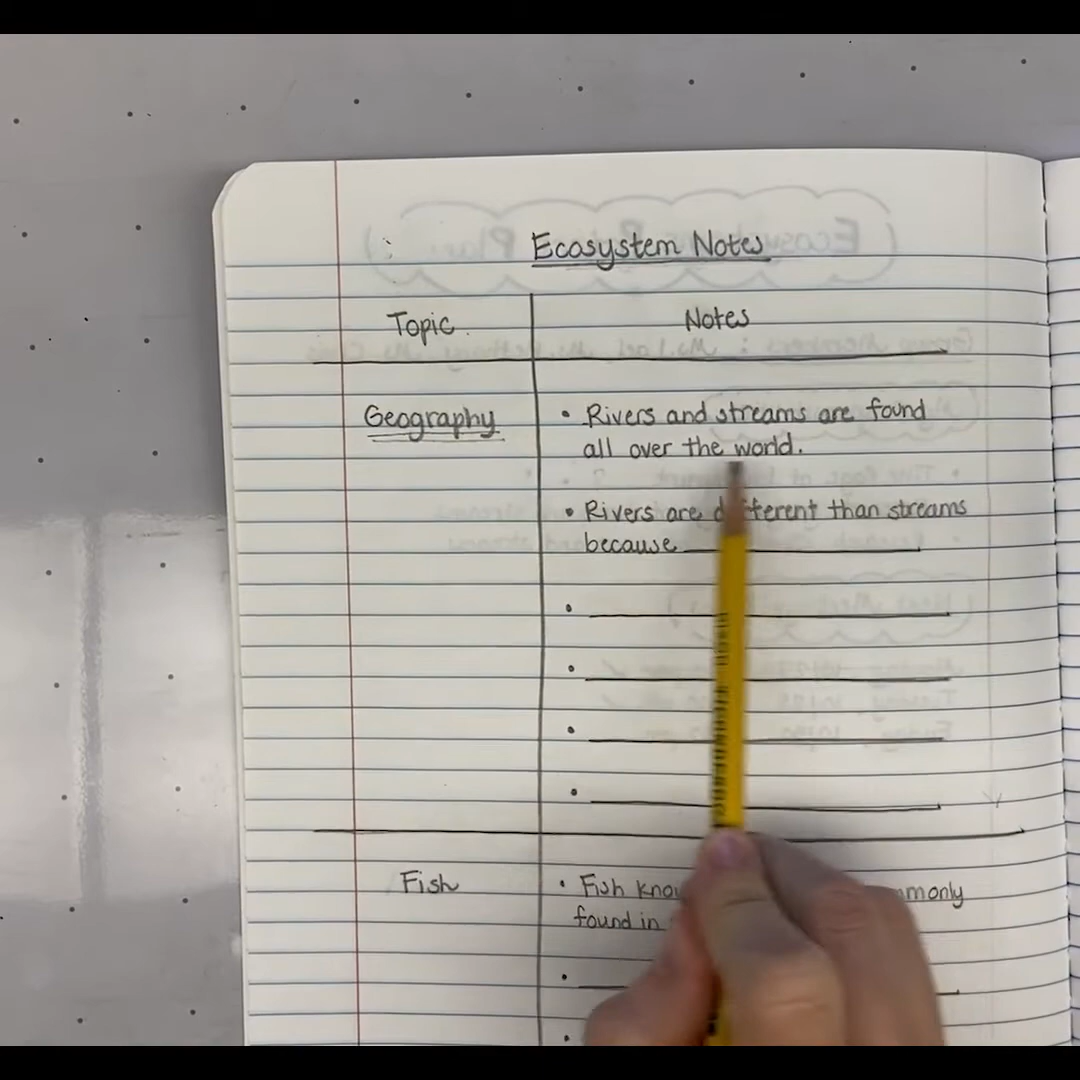 Ecosystem Notes
Topic
Notes
Geography
• Rivers and streams are found
all over the world.
• Rivers are different than streams
because
Fish
• Fish
found in